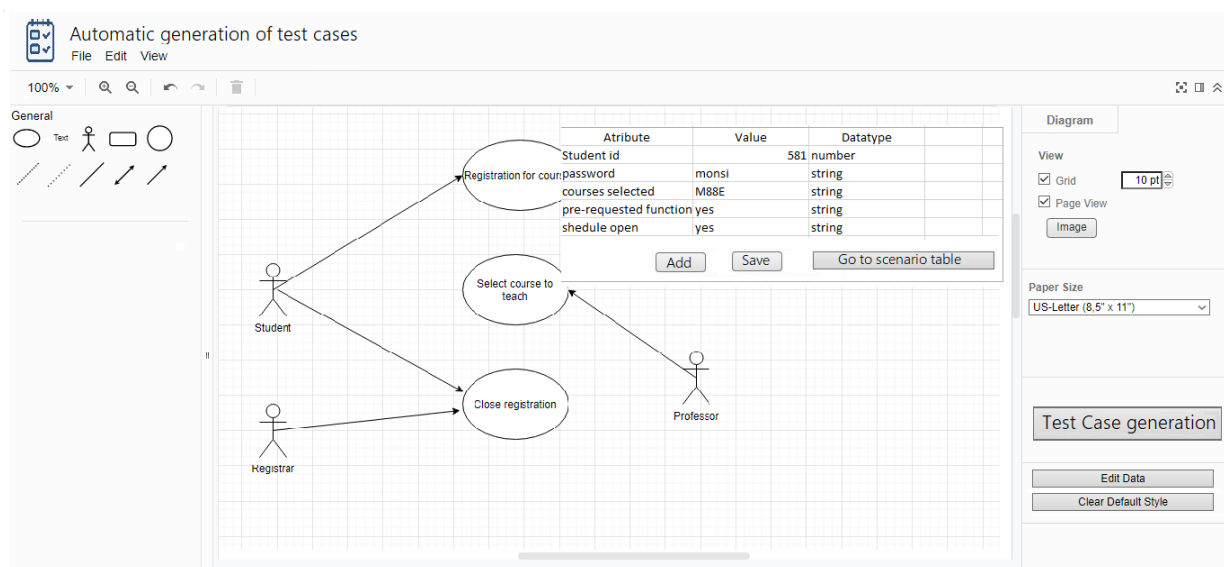 Automatic generation of test cases
File Edit View
100%
General
Text
Atribute Value Datatype
Student id 581 number
password monsi string
courses selected M88E string
pre-requested function yes string
shedule open yes string
Add Save Go to scenario table
Registration for cour
Select course to
teach
Student
Close registration
Professor
Registrar
Diagram
View
Grid 10 pt
Page View
Image
Paper Size
US-Letter (8,5" x 11")
Test Case generation
Edit Data
Clear Default Style